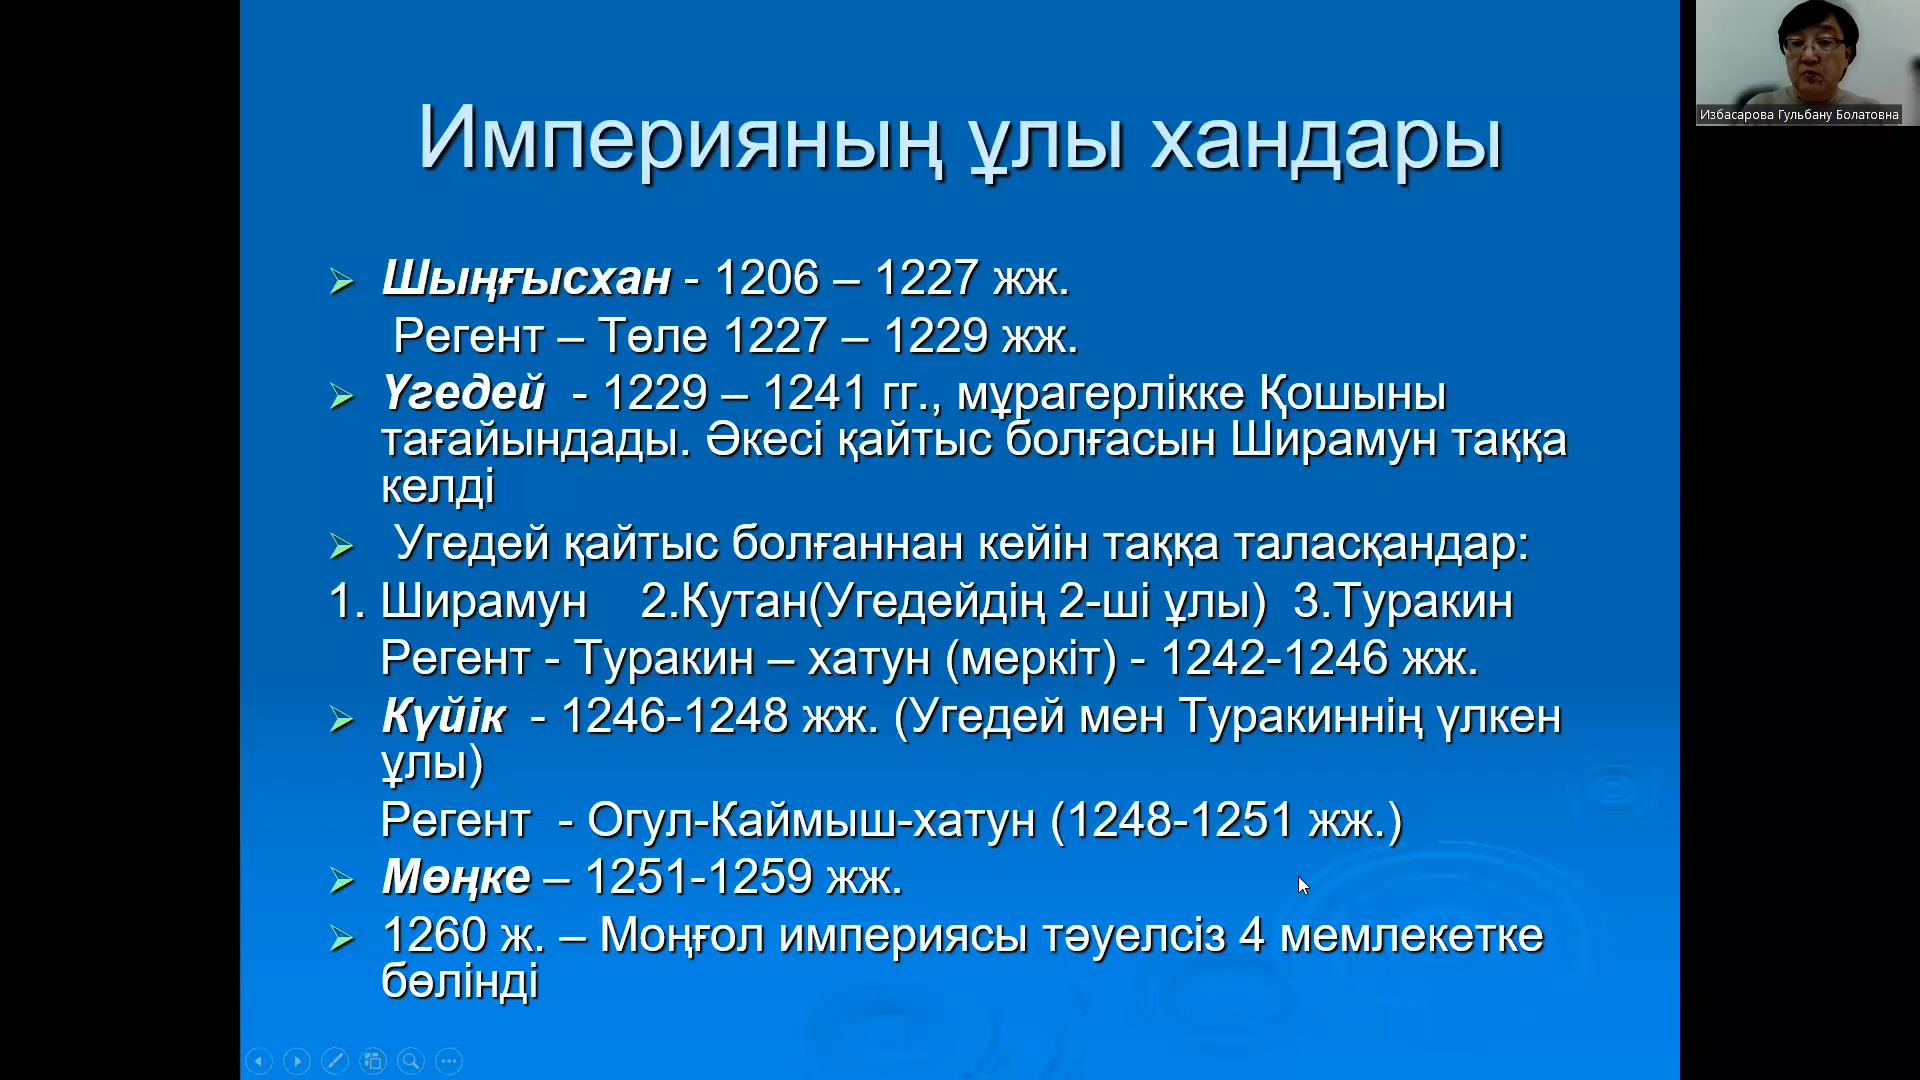 Империяның ұлы хандары
Избасарова Гульбану Болатовна
Шыңғысхан - 1206 – 1227 жж.
Регент – Төле 1227 – 1229 жж.
Үгедей - 1229 – 1241 гг., мұрагерлікке Қошыны
тағайындады. Әкесі қайтыс болғасын Ширамун таққа
келді
Угедей қайтыс болғаннан кейін таққа таласқандар:
1. Ширамун 2.Кутан(Угедейдің 2-ші ұлы) 3.Туракин
Регент - Туракин – хатун (меркіт) - 1242-1246 жж.
Күйік - 1246-1248 жж. (Угедей мен Туракиннің үлкен
ұлы)
Регент - Огул-Каймыш-хатун (1248-1251 жж.)
Мөңке – 1251-1259 жж.
1260 ж. – Моңғол империясы тәуелсіз 4 мемлекетке
бөлінді